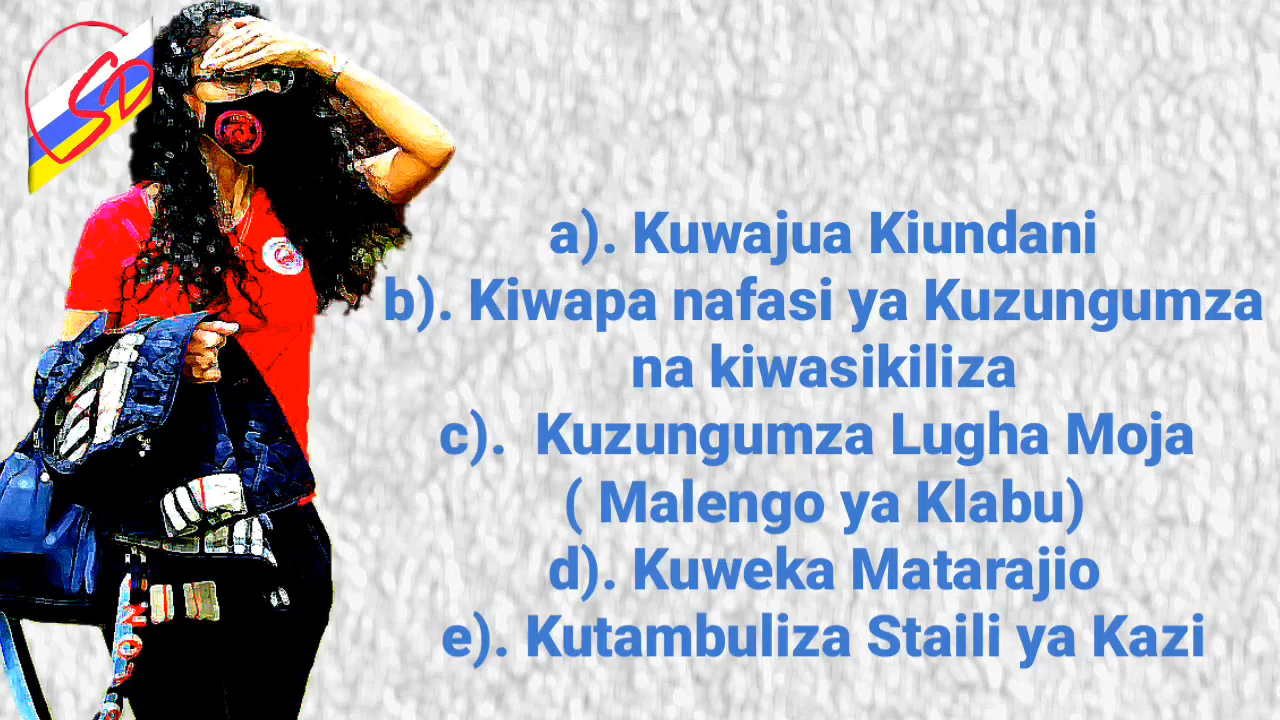 SD
a). Kuwajua Kiundani
b). Kiwapa nafasi ya Kuzungumza
na kiwasikiliza
c). Kuzungumza Lugha Moja
( Malengo ya Klabu)
d). Kuweka Matarajio
e). Kutambuliza Staili ya Kazi